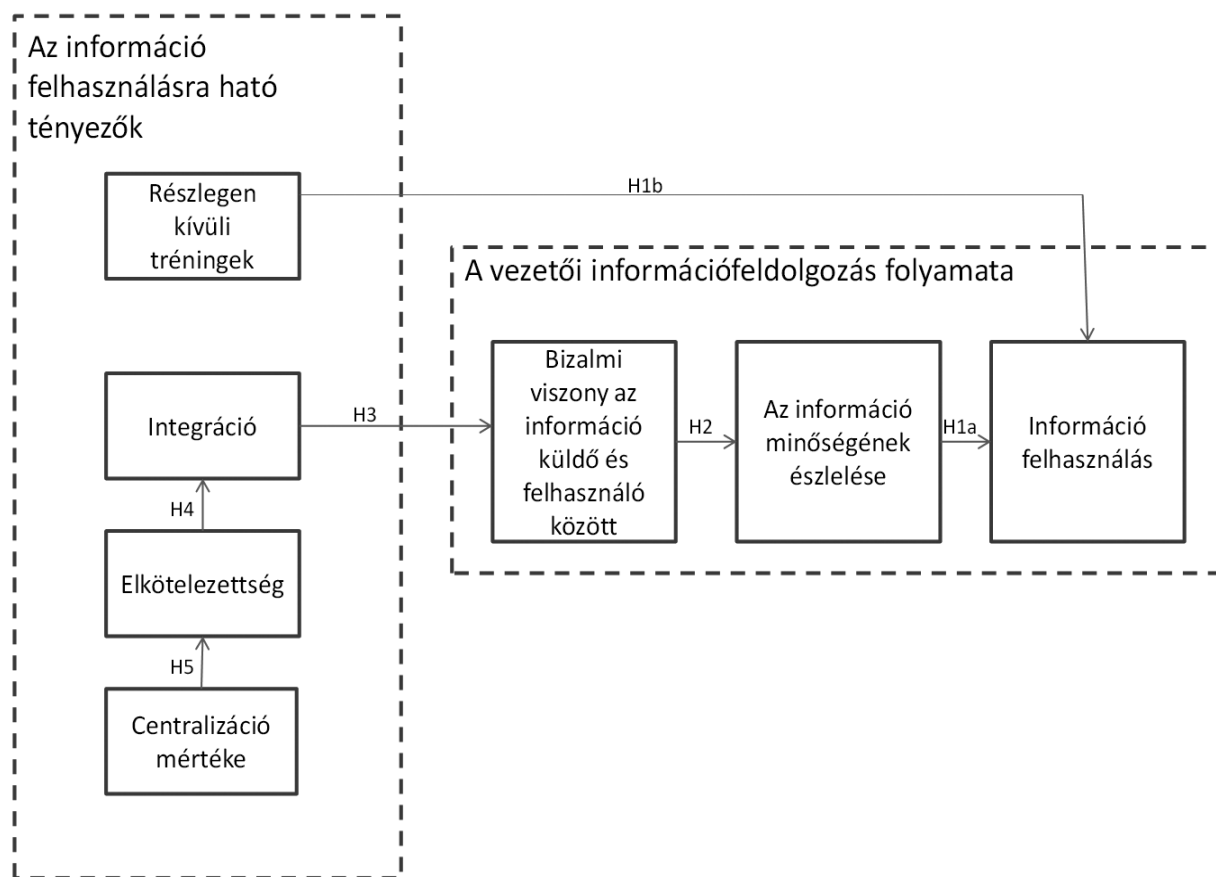 Az információ
felhasználásra ható
tényezők
Részlegen
kívüli
tréningek
H1b
A vezetői információfeldolgozás folyamata
Integráció
H3
Bizalmi
viszony az
információ
küldő és
felhasználó
között
H2
Az információ
minőségének
észlelése
H1a
Információ
felhasználás
H4
Elkötelezettség
H5
Centralizáció
mértéke